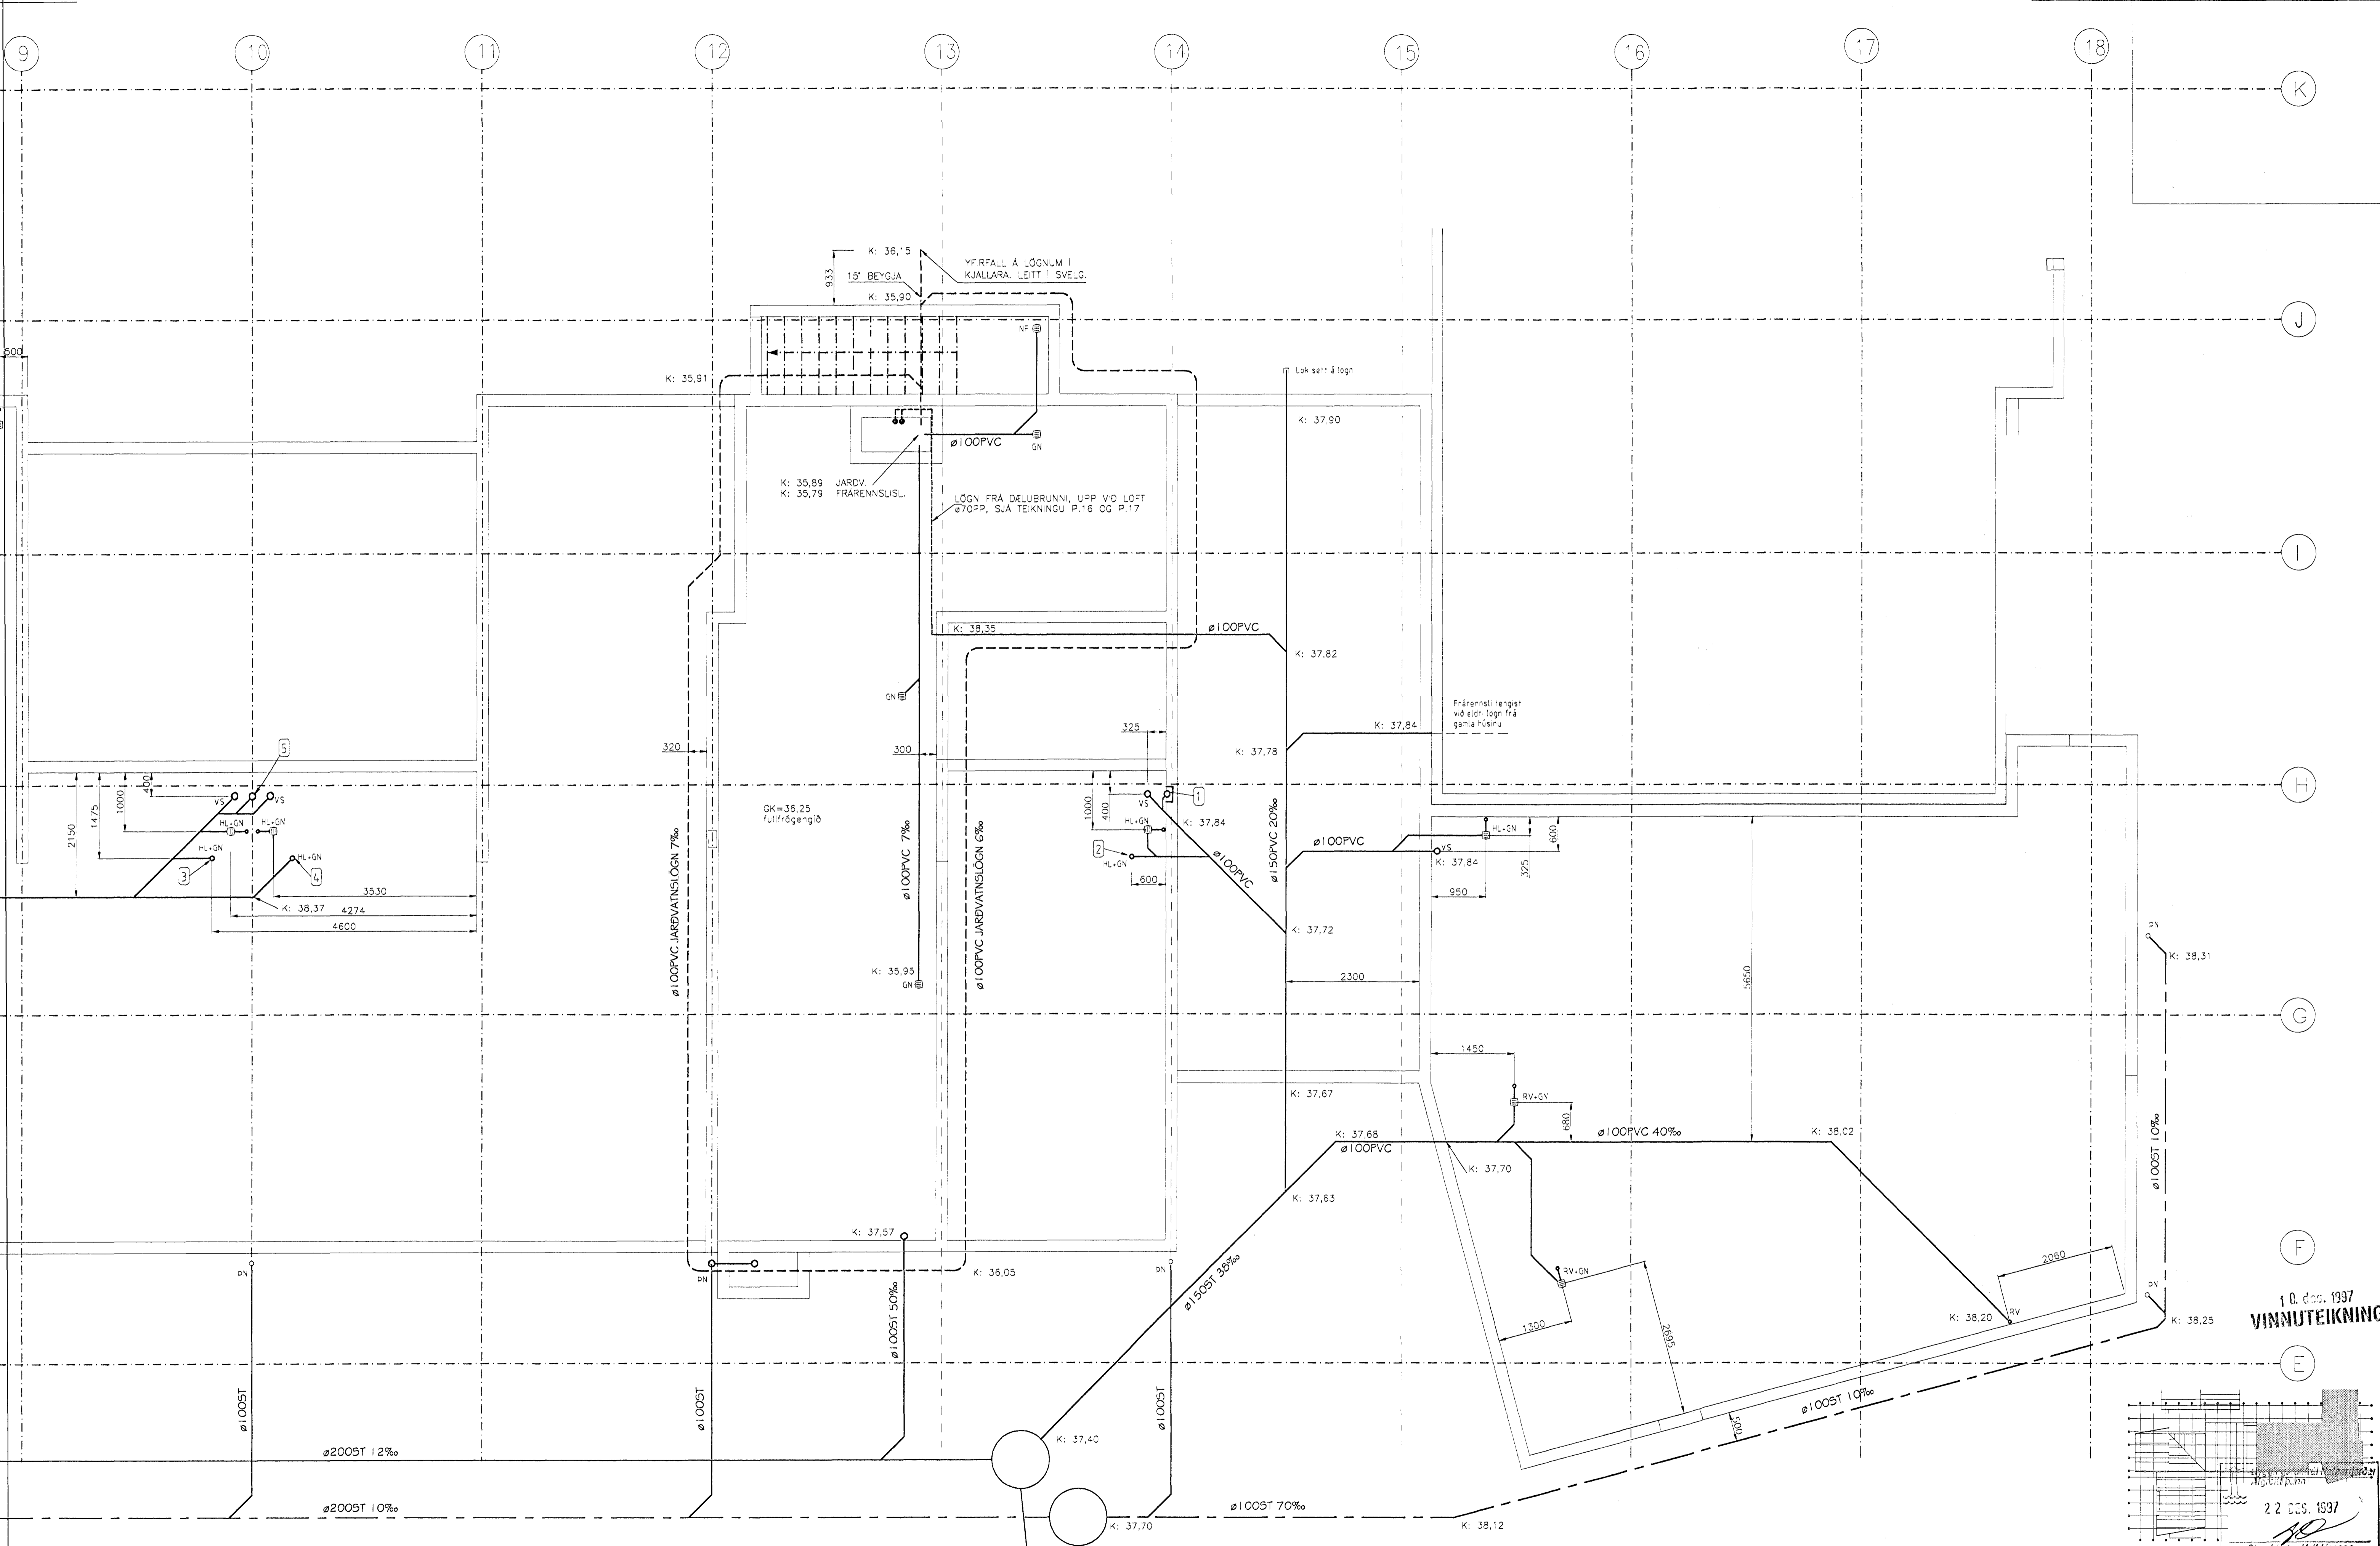 9
10
11
12
13
14
15
16
17
18
K
K: 36,15
YFIRFALL Á LÖGNUM Í
KJALLARA. LEITT Í SVELG.
933
15° BEYGJA
K: 35,90
J
NF
500
K: 35,91
Lok sett á lögn
K: 37,90
ø100PVC
GN
K: 35,89 JARÐV.
K: 35,79 FRÁRENNSLISL.
LÖGN FRÁ DÆLUBRUNNI, UPP VIÐ LOFT
ø70PP, SJÁ TEIKNINGU P.16 OG P.17
I
K: 38,35
ø100PVC
K: 37,82
GN
Frárennsli tengist
við eldri lögn frá
gamla húsinu
K: 37,84
325
320
300
K: 37,78
5
H
400
1000
1475
2150
VS
VS
HL+GN
HL+GN
HL+GN
HL+GN
3
4
3530
K: 38,37
4274
4600
GK=36,25
fullfrágengið
ø100PVC JARÐVATNSLÖGN 7‰
ø100PVC 7‰
ø100PVC JARÐVATNSLÖGN 6‰
1000
400
VS
1
K: 37,84
HL+GN
2
HL+GN
600
ø100PVC
ø150PVC 20‰
ø100PVC
HL+GN
VS
K: 37,84
325
600
950
K: 37,72
PN
K: 38,31
K: 35,95
GN
2300
5650
G
1450
K: 37,67
RV+GN
680
K: 37,68
ø100PVC
ø100PVC 40‰
K: 38,02
K: 37,70
ø100ST 10‰
K: 37,63
K: 37,57
F
PN
PN
K: 36,05
PN
ø150ST 38‰
ø100ST 50‰
RV+GN
1300
2695
2060
PN
K: 38,20
RV
K: 38,25
10. des. 1997
VINNUTEIKNING
E
ø100ST
ø100ST
ø100ST
ø100ST 10‰
500
K: 37,40
ø200ST 12‰
ø200ST 10‰
K: 37,70
ø100ST 70‰
K: 38,12
22 DES. 1997